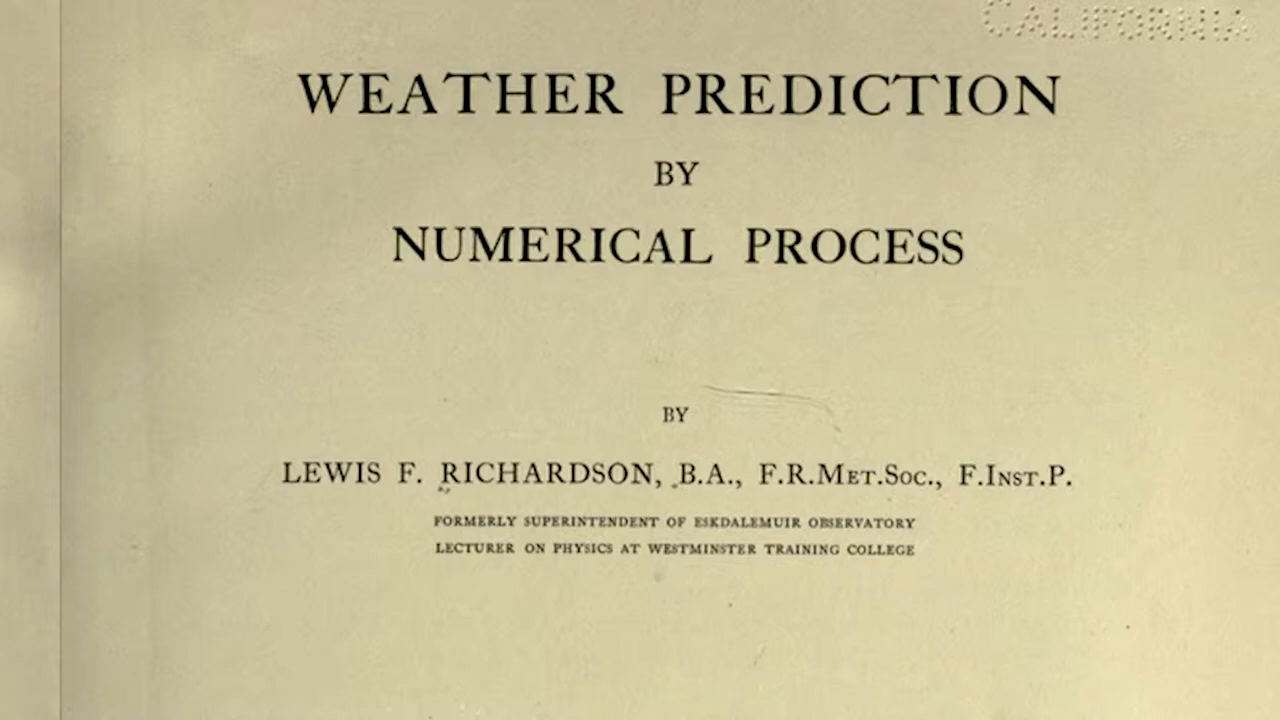 CALIFORNIA
WEATHER PREDICTION
BY
NUMERICAL PROCESS
BY
LEWIS F. RICHARDSON, B.A., F.R.MET.SOC., F.INST.P.
FORMERLY SUPERINTENDENT OF ESKDALEMUIR OBSERVATORY
LECTURER ON PHYSICS AT WESTMINSTER TRAINING COLLEGE